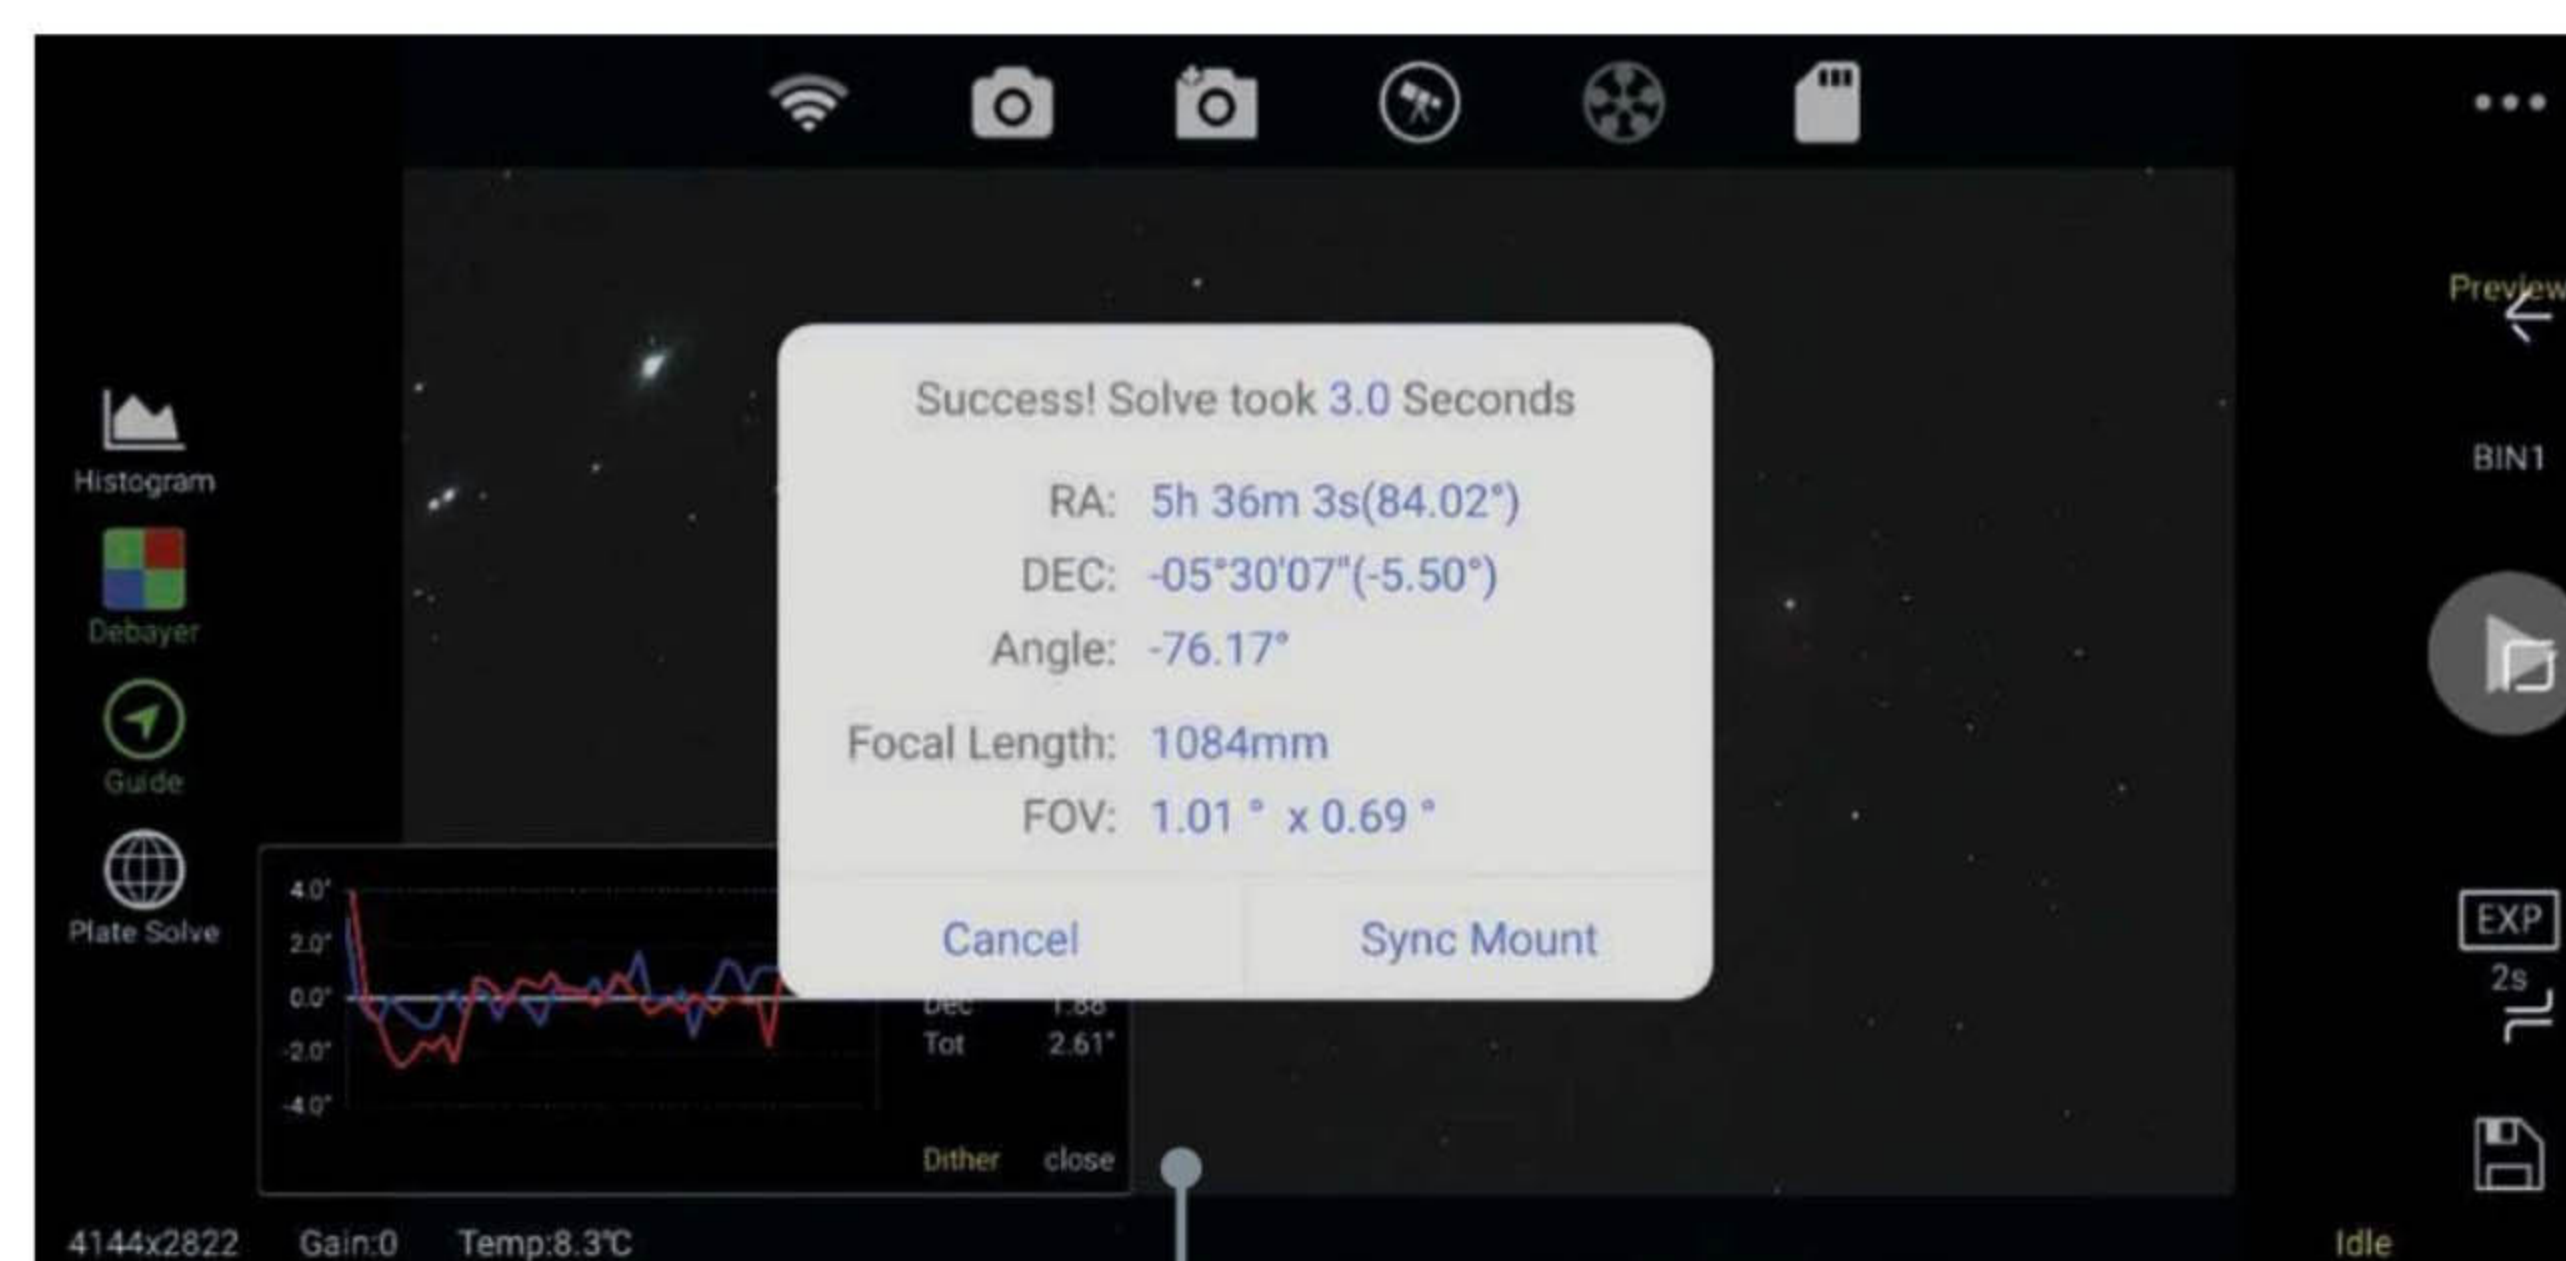 Preview
BIN1
Success! Solve took 3.0 Seconds
RA: 5h 36m 3s(84.02°)
DEC: -05°30'07"(-5.50°)
Angle: -76.17°
Focal Length: 1084mm
FOV: 1.01 ° x 0.69 °
Cancel Sync Mount
Histogram
Debayer
Guide
Plate Solve
4.0"
2.0"
0.0"
-2.0"
-4.0"
Dec 1.88
Tot 2.61"
Dither close
EXP
2s
4144x2822 Gain:0 Temp:8.3℃
Idle